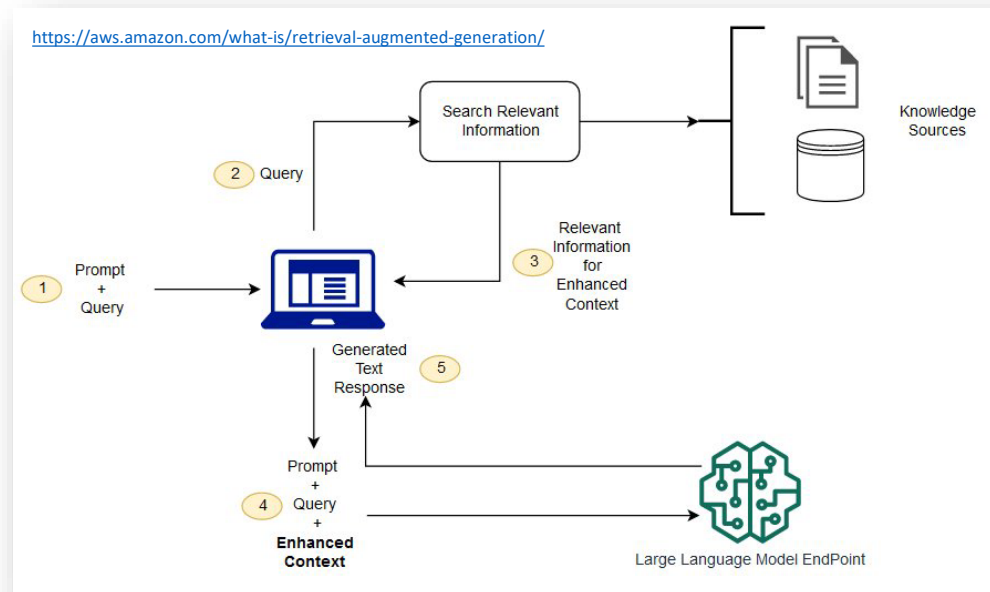 https://aws.amazon.com/what-is/retrieval-augmented-generation/
Search Relevant
Information
Knowledge
Sources
2
Query
Relevant
Information
for
Enhanced
Context
3
1
Prompt
+
Query
Generated
Text
Response
5
Prompt
+
Query
+
Enhanced
Context
4
Large Language Model EndPoint